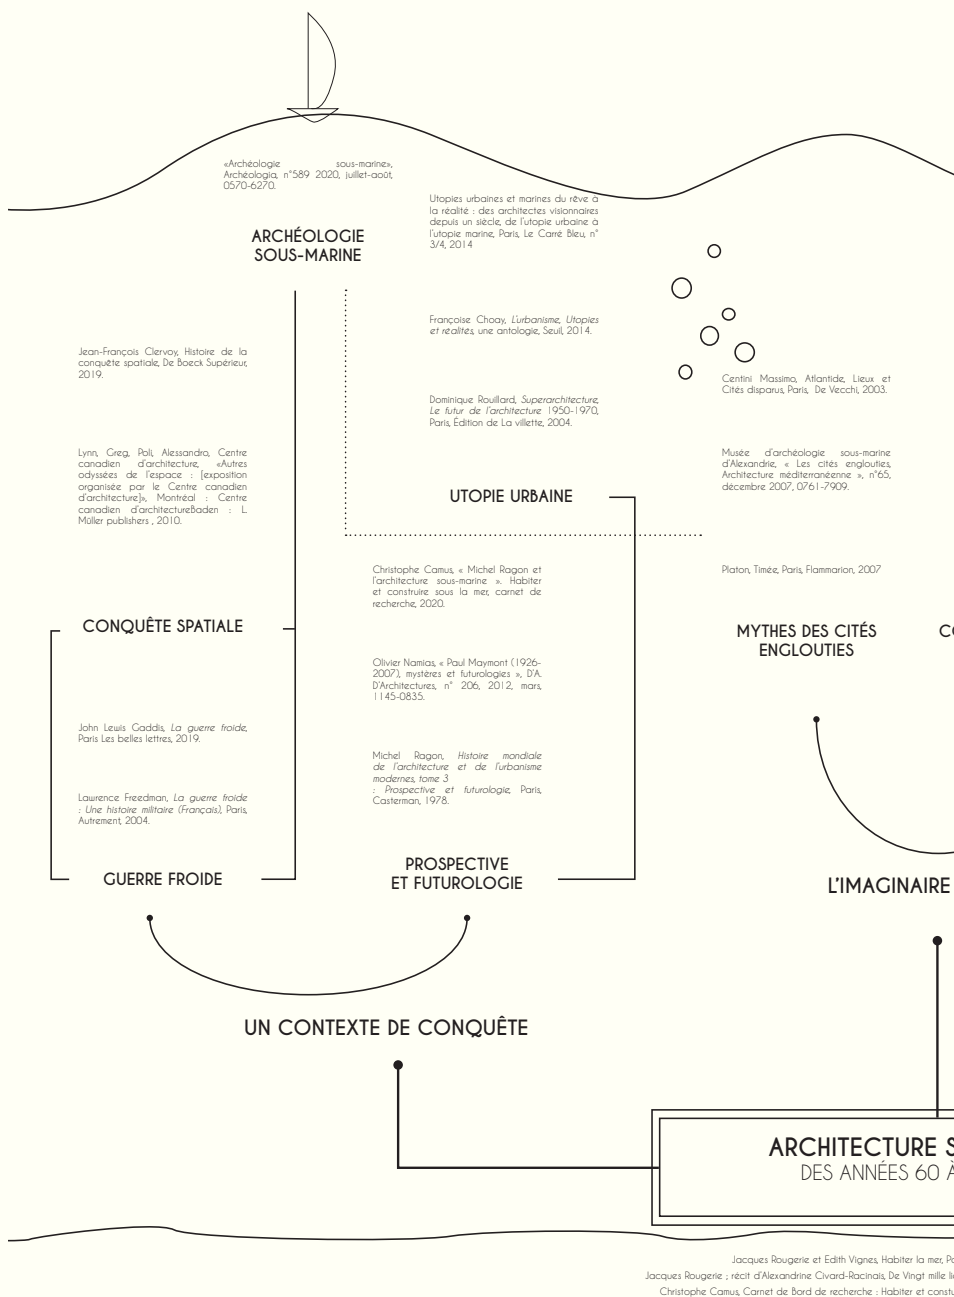 «Archéologie sous-marine»,
Archéologia, n°589 2020, juillet-août,
0570-6270.
ARCHÉOLOGIE
SOUS-MARINE
Utopies urbaines et marines du rêve à
la réalité : des architectes visionnaires
depuis un siècle, de l'utopie urbaine à
l'utopie marine, Paris, Le Carré Bleu, n°
3/4, 2014
Françoise Choay, L'urbanisme, Utopies
et réalités, une antologie, Seuil, 2014.
Dominique Rouillard, Superarchitecture,
Le futur de l'architecture 1950-1970,
Paris, Édition de La villette, 2004.
UTOPIE URBAINE
Jean-François Clervoy, Histoire de la
conquête spatiale, De Boeck Supérieur,
2019.
Lynn, Greg, Poli, Alessandro, Centre
canadien d'architecture, «Autres
odyssées de l'espace : [exposition
organisée par le Centre canadien
d'architecture]», Montréal : Centre
canadien d'architectureBaden : L.
Müller publishers , 2010.
CONQUÊTE SPATIALE
John Lewis Gaddis, La guerre froide,
Paris Les belles lettres, 2019.
Lawrence Freedman, La guerre froide
: Une histoire militaire (Français), Paris,
Autrement, 2004.
GUERRE FROIDE
Christophe Camus, « Michel Ragon et
l'architecture sous-marine ». Habiter
et construire sous la mer, carnet de
recherche, 2020.
Olivier Namias, « Paul Maymont (1926-
2007), mystères et futurologies », D'A.
D'Architectures, n° 206, 2012, mars,
1145-0835.
Michel Ragon, Histoire mondiale
de l'architecture et de l'urbanisme
modernes, tome 3
: Prospective et futurologie, Paris,
Casterman, 1978.
PROSPECTIVE
ET FUTUROLOGIE
Centini Massimo, Atlantide, Lieux et
Cités disparus, Paris, De Vecchi, 2003.
Musée d'archéologie sous-marine
d'Alexandrie, « Les cités englouties,
Architecture méditerranéenne », n°65,
décembre 2007, 0761-7909.
Platon, Timée, Paris, Flammarion, 2007
MYTHES DES CITÉS
ENGLOUTIES
L'IMAGINAIRE
UN CONTEXTE DE CONQUÊTE
ARCHITECTURE
DES ANNÉES 60 À
Jacques Rougerie et Edith Vignes, Habiter la mer,
Jacques Rougerie ; récit d'Alexandrine Civard-Racinais, De Vingt mille
Christophe Camus, Carnet de Bord de recherche : Habiter et